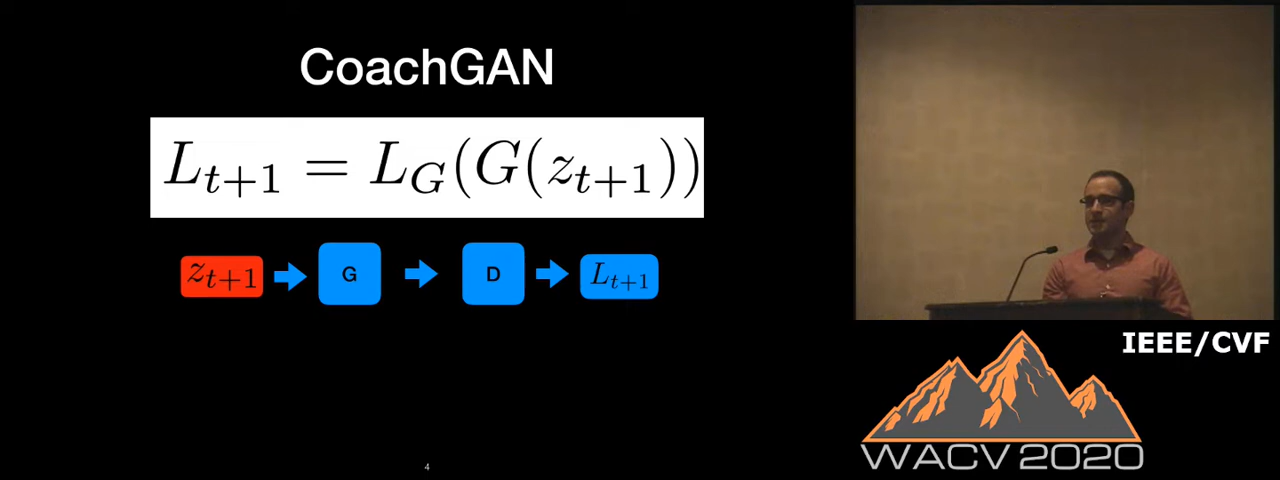 CoachGAN
L_{t+1} = L_G(G(z_{t+1}))
z_{t+1} G D L_{t+1}
4
IEEE/CVF
WACV 2020